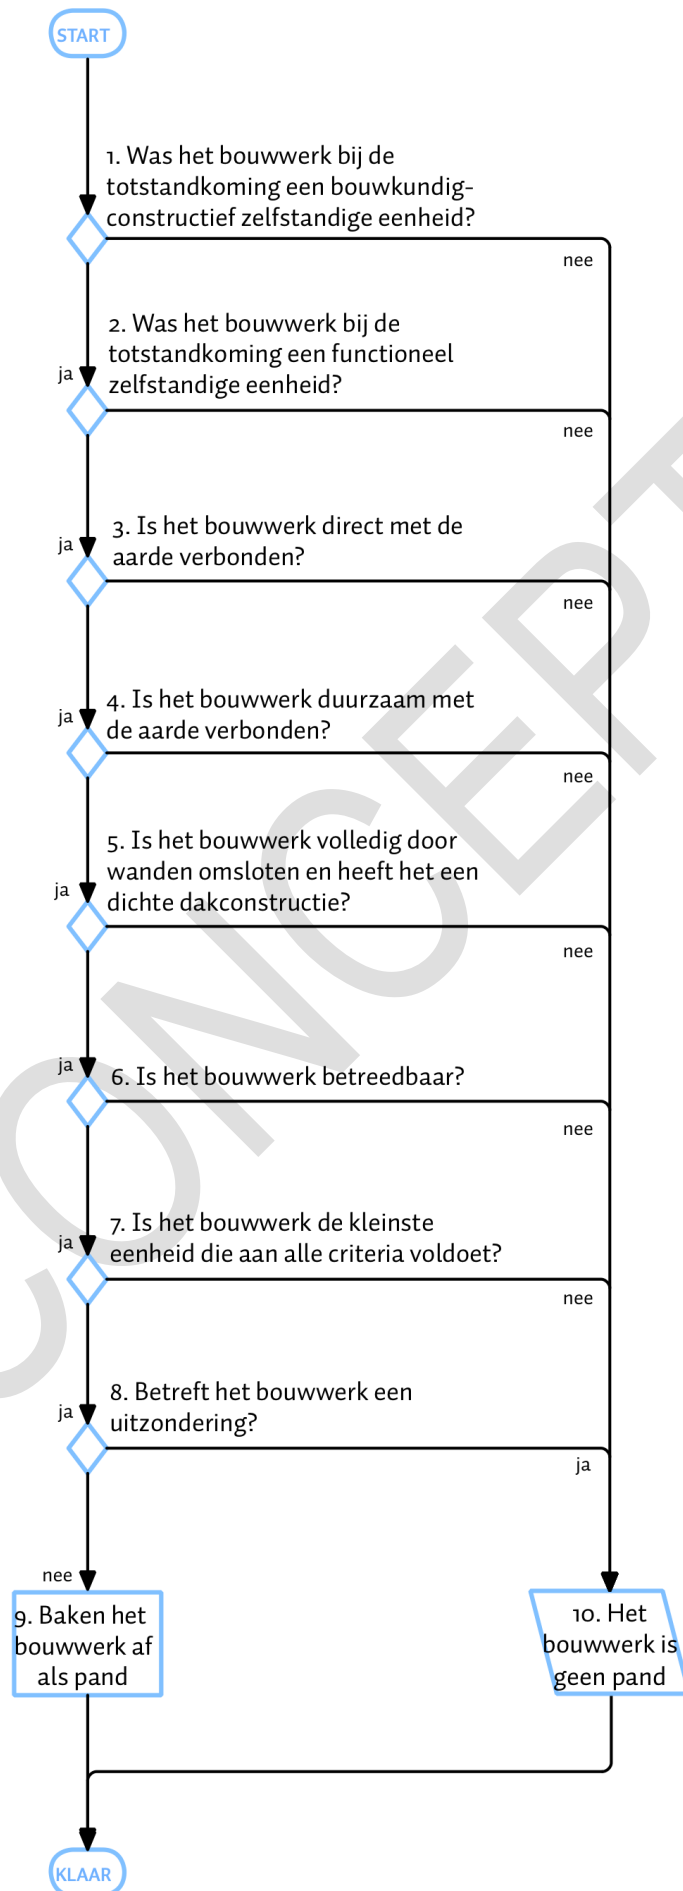 START
1. Was het bouwwerk bij de
totstandkoming een bouwkundig-
constructief zelfstandige eenheid?
nee
2. Was het bouwwerk bij de
totstandkoming een functioneel
zelfstandige eenheid?
ja
nee
3. Is het bouwwerk direct met de
aarde verbonden?
ja
nee
4. Is het bouwwerk duurzaam met
de aarde verbonden?
ja
nee
5. Is het bouwwerk volledig door
wanden omsloten en heeft het een
dichte dakconstructie?
ja
nee
6. Is het bouwwerk betreedbaar?
ja
nee
7. Is het bouwwerk de kleinste
eenheid die aan alle criteria voldoet?
ja
nee
8. Betreft het bouwwerk een
uitzondering?
ja
ja
nee
9. Baken het
bouwwerk af
als pand
10. Het
bouwwerk is
geen pand
KLAAR
CONCEPT